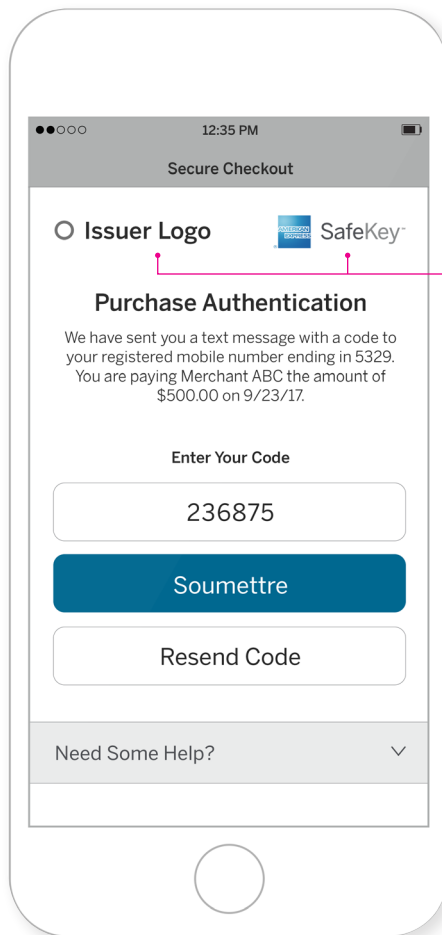 12:35 PM
Secure Checkout
Issuer Logo
AMERICAN EXPRESS
SafeKey
Purchase Authentication
We have sent you a text message with a code to
your registered mobile number ending in 5329.
You are paying Merchant ABC the amount of
$500.00 on 9/23/17.
Enter Your Code
236875
Soumettre
Resend Code
Need Some Help?